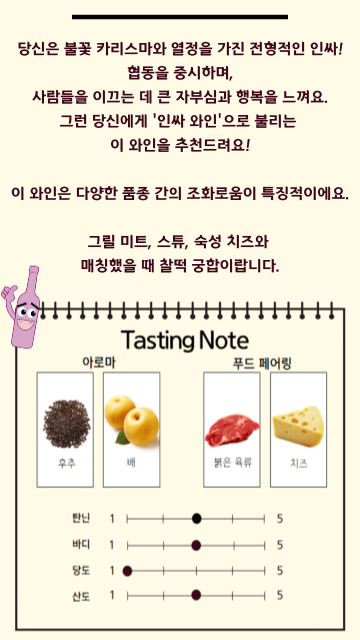 당신은 불꽃 카리스마와 열정을 가진 전형적인 인싸!
협동을 중시하며,
사람들을 이끄는 데 큰 자부심과 행복을 느껴요.
그런 당신에게 '인싸 와인'으로 불리는
이 와인을 추천드려요!
이 와인은 다양한 품종 간의 조화로움이 특징적이에요.
그릴 미트, 스튜, 숙성 치즈와
매칭했을 때 찰떡 궁합이랍니다.
Tasting Note
아로마 푸드 페어링
후추 배 붉은 육류 치즈
탄닌 1 5
바디 1 5
당도 1 5
산도 1 5